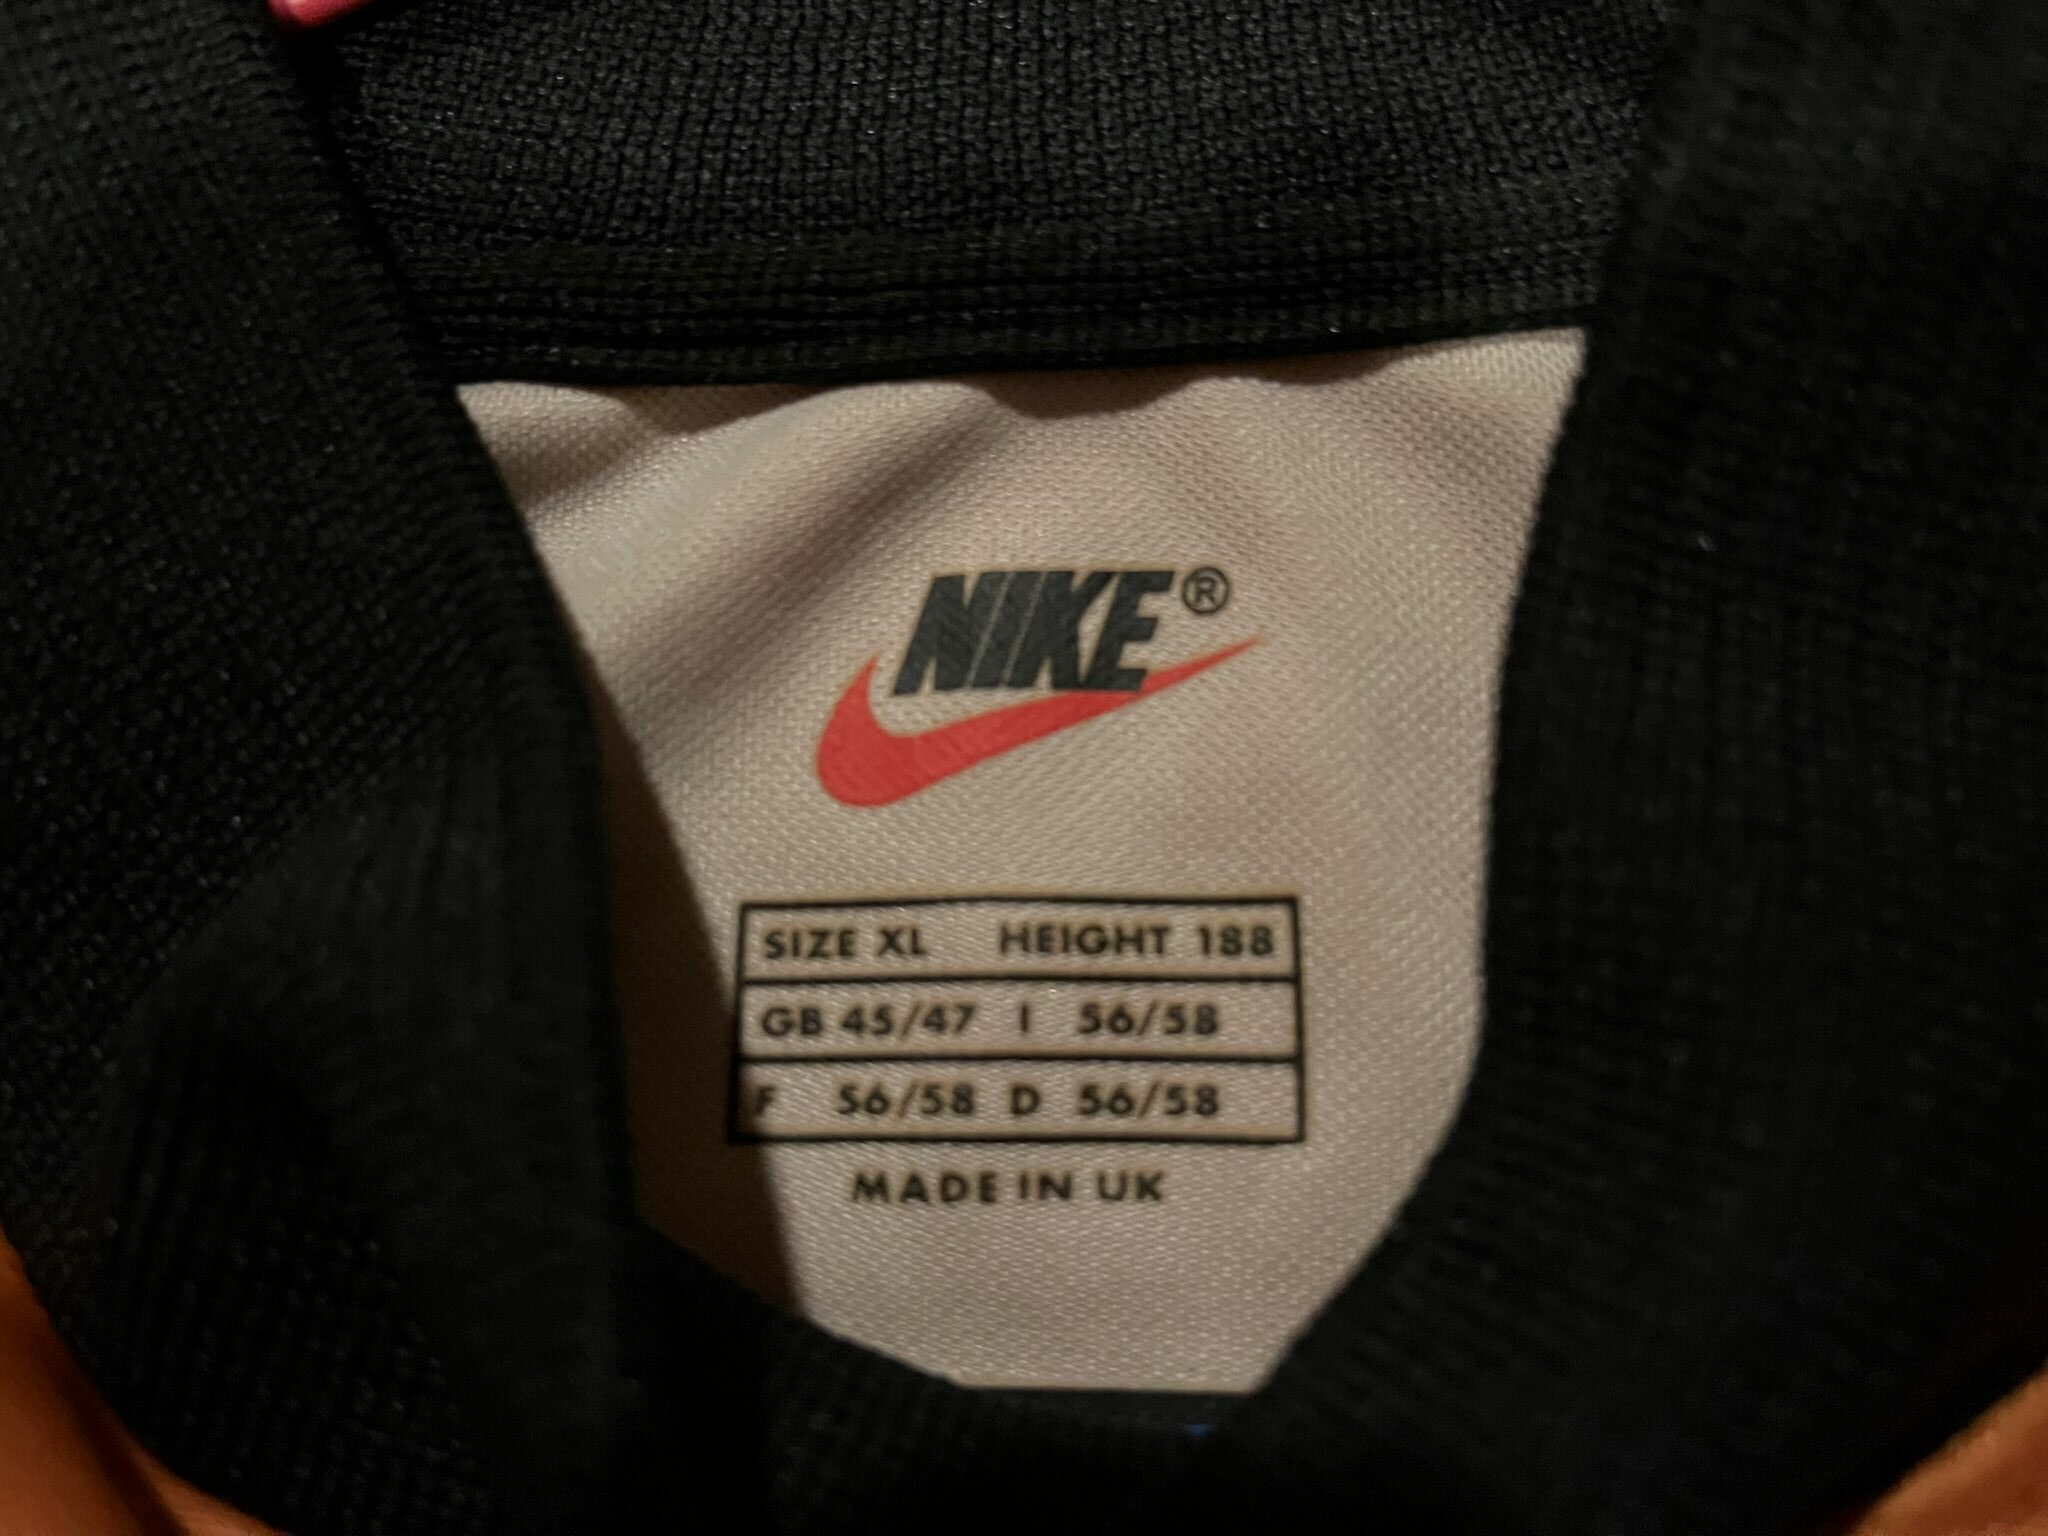 NIKE®
SIZE XL HEIGHT 188
GB 45/47 I 56/58
F 56/58 D 56/58
MADE IN UK